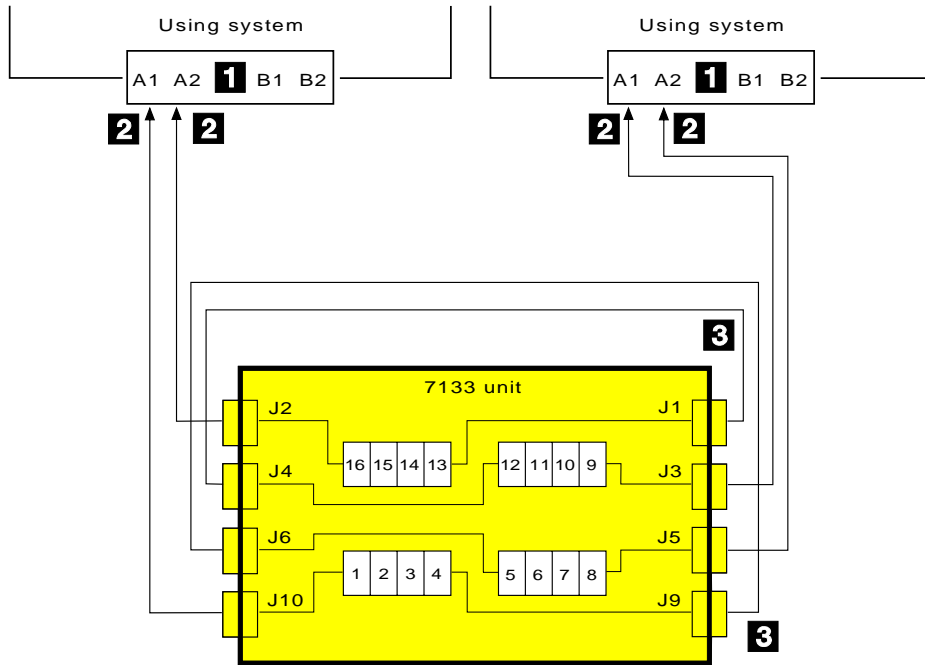 Using system
Using system
A1 A2 1 B1 B2
A1 A2 1 B1 B2
2 2
2 2
3
7133 unit
J2 J1
16 15 14 13 12 11 10 9
J4 J3
J6 J5
1 2 3 4 5 6 7 8
J10 J9
3